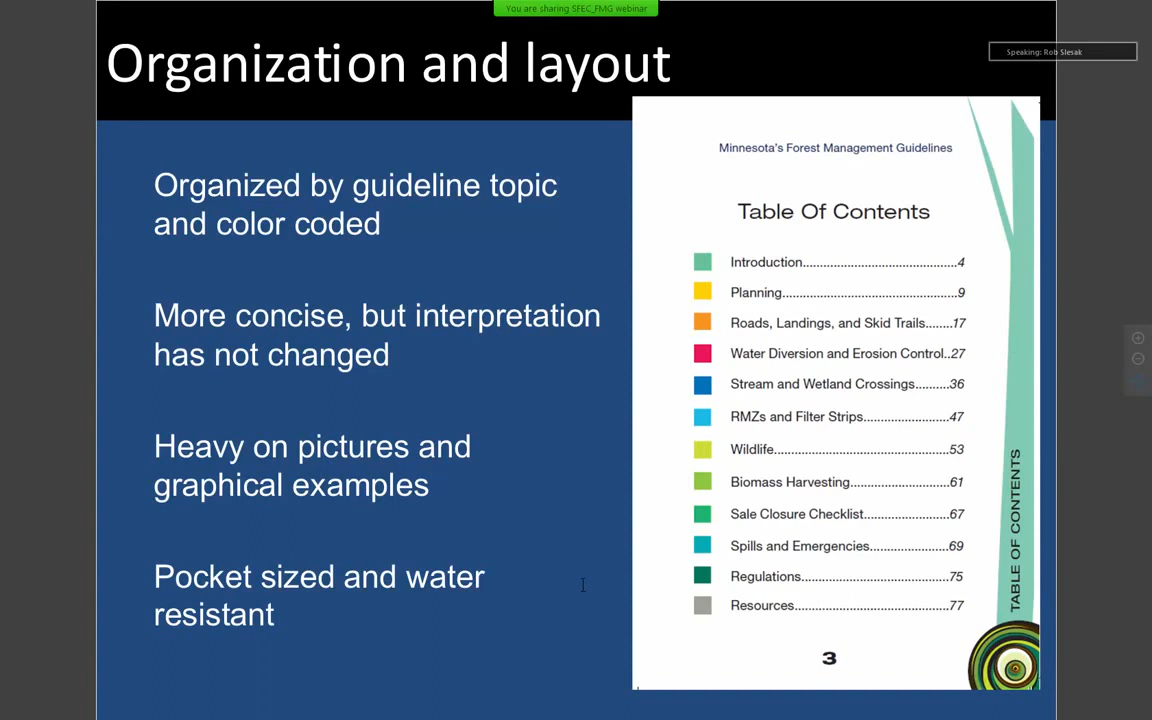 You are sharing SFEC_FMG webinar
Organization and layout
Speaking: Rob Slesak
Organized by guideline topic
and color coded
More concise, but interpretation
has not changed
Heavy on pictures and
graphical examples
Pocket sized and water
resistant
Minnesota's Forest Management Guidelines
Table Of Contents
Introduction............................................4
Planning...................................................9
Roads, Landings, and Skid Trails.......17
Water Diversion and Erosion Control..27
Stream and Wetland Crossings..........36
RMZs and Filter Strips........................47
Wildlife..................................................53
Biomass Harvesting............................61
Sale Closure Checklist........................67
Spills and Emergencies.......................69
Regulations..........................................75
Resources............................................77
TABLE OF CONTENTS
3